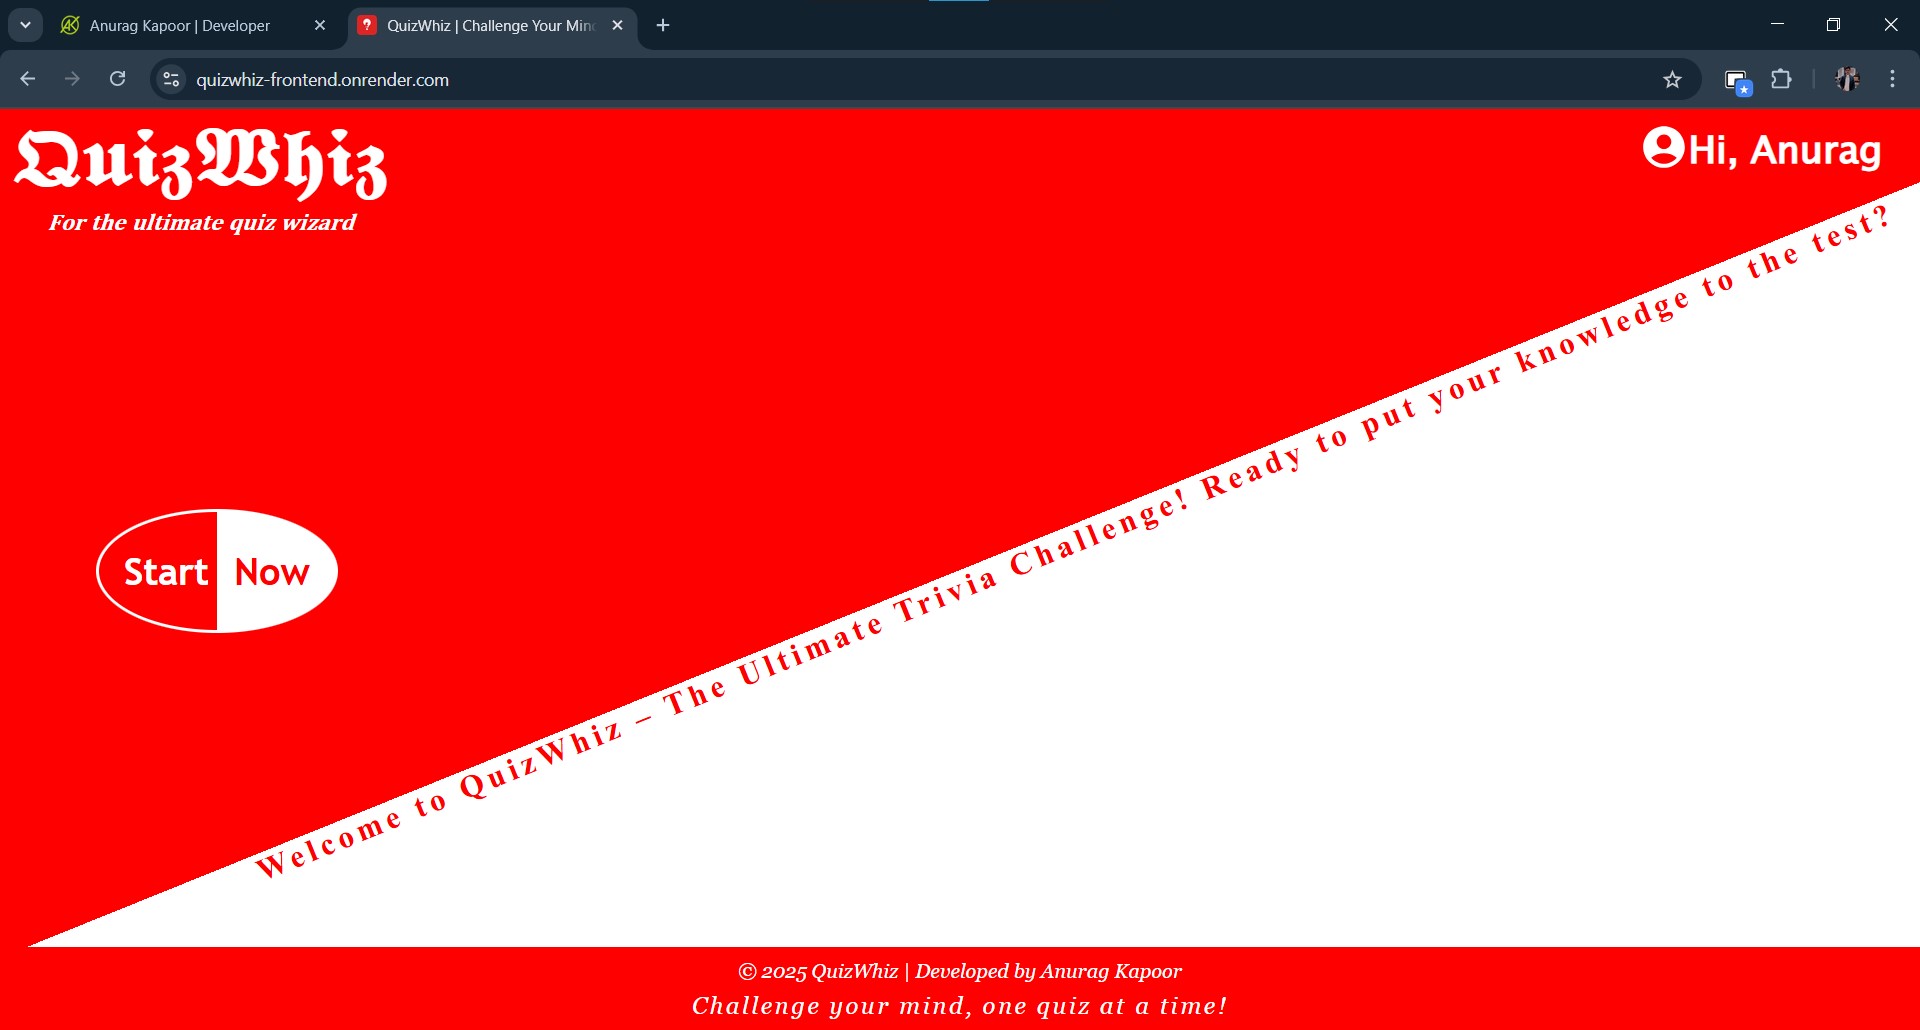 Anurag Kapoor | Developer
QuizWhiz | Challenge Your Min
quizwhiz-frontend.onrender.com
QuizWhiz
For the ultimate quiz wizard
Hi, Anurag
Welcome to QuizWhiz – The Ultimate Trivia Challenge! Ready to put your knowledge to the test?
Start Now
© 2025 QuizWhiz | Developed by Anurag Kapoor
Challenge your mind, one quiz at a time!